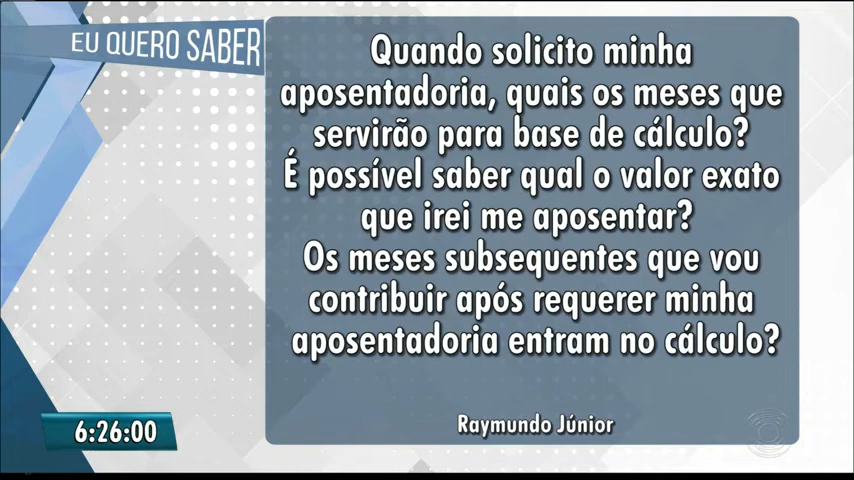 EU QUERO SABER
Quando solicito minha
aposentadoria, quais os meses que
servirão para base de cálculo?
É possível saber qual o valor exato
que irei me aposentar?
Os meses subsequentes que vou
contribuir após requerer minha
aposentadoria entram no cálculo?
Raymundo Júnior
6:26:00